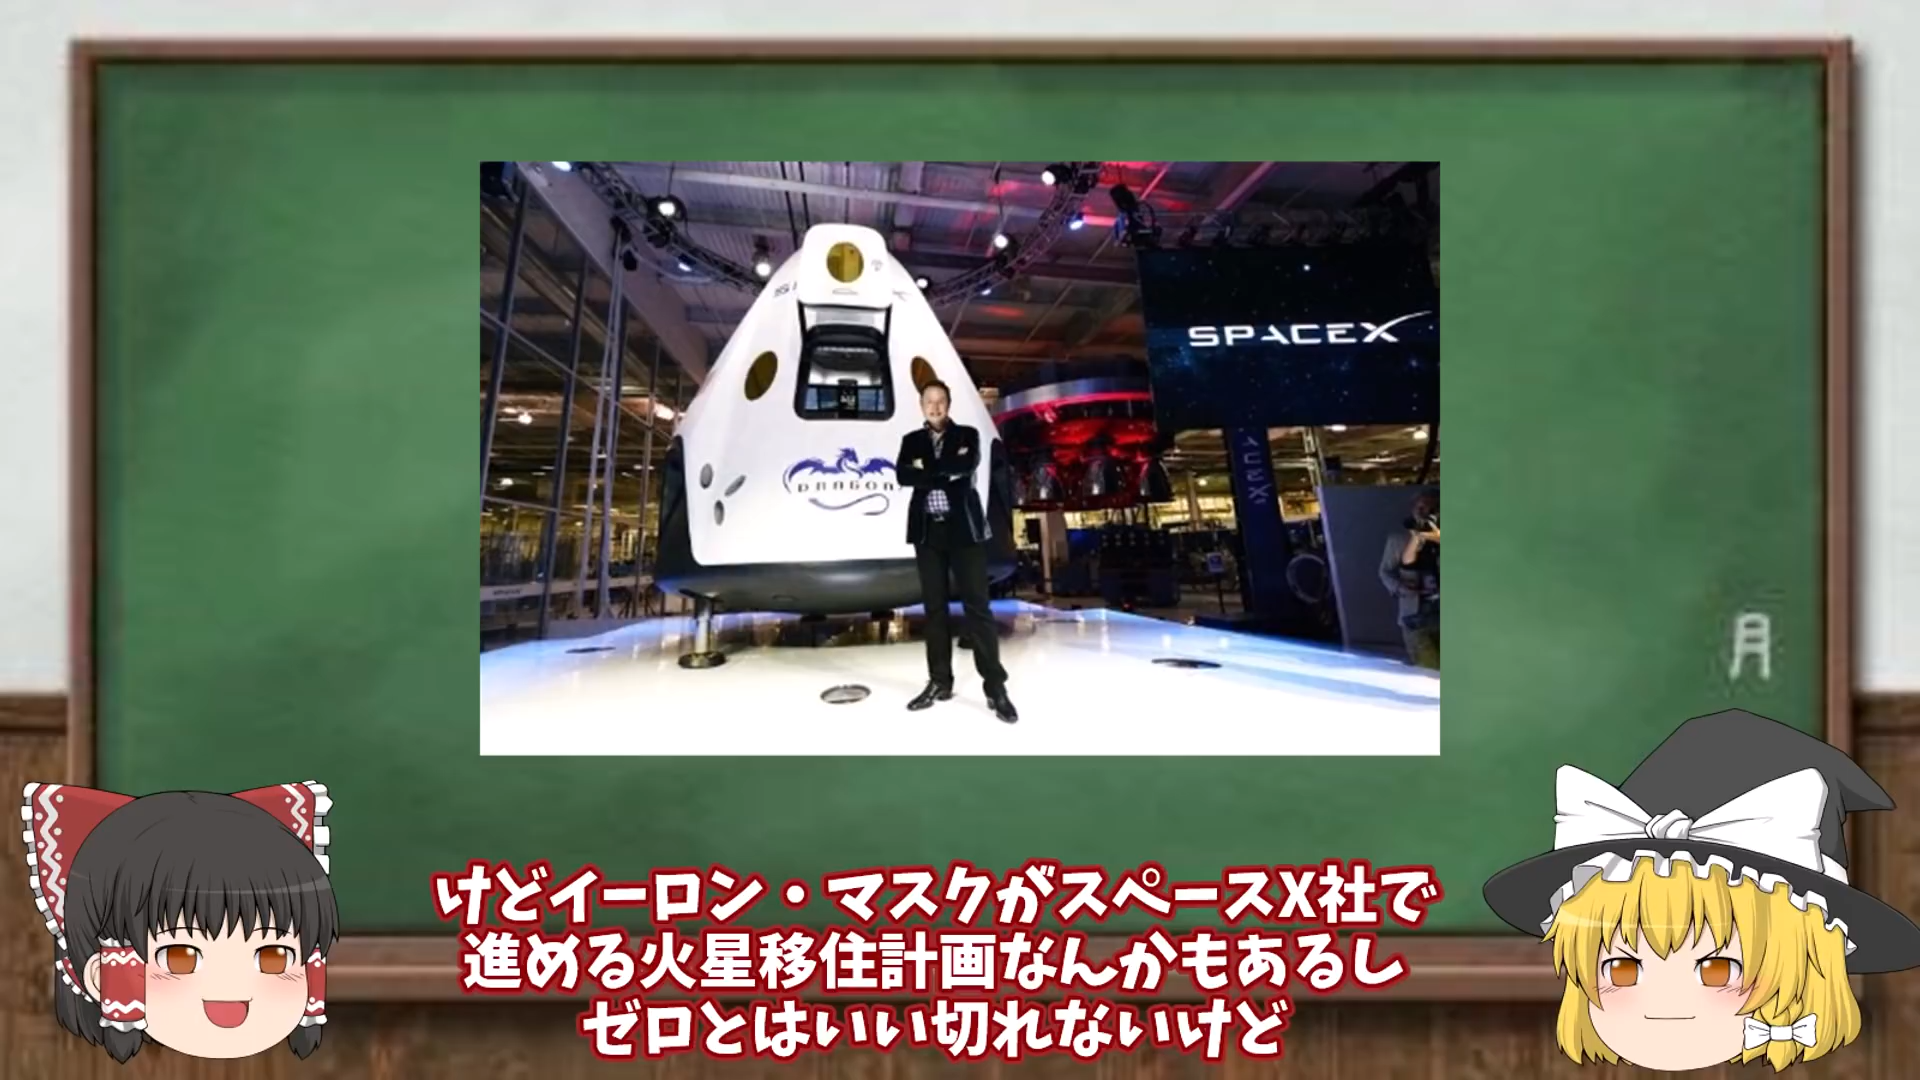 SPACEX
DRAGON
月
けどイーロン・マスクがスペースX社で
進める火星移住計画なんかもあるし
ゼロとはいい切れないけど